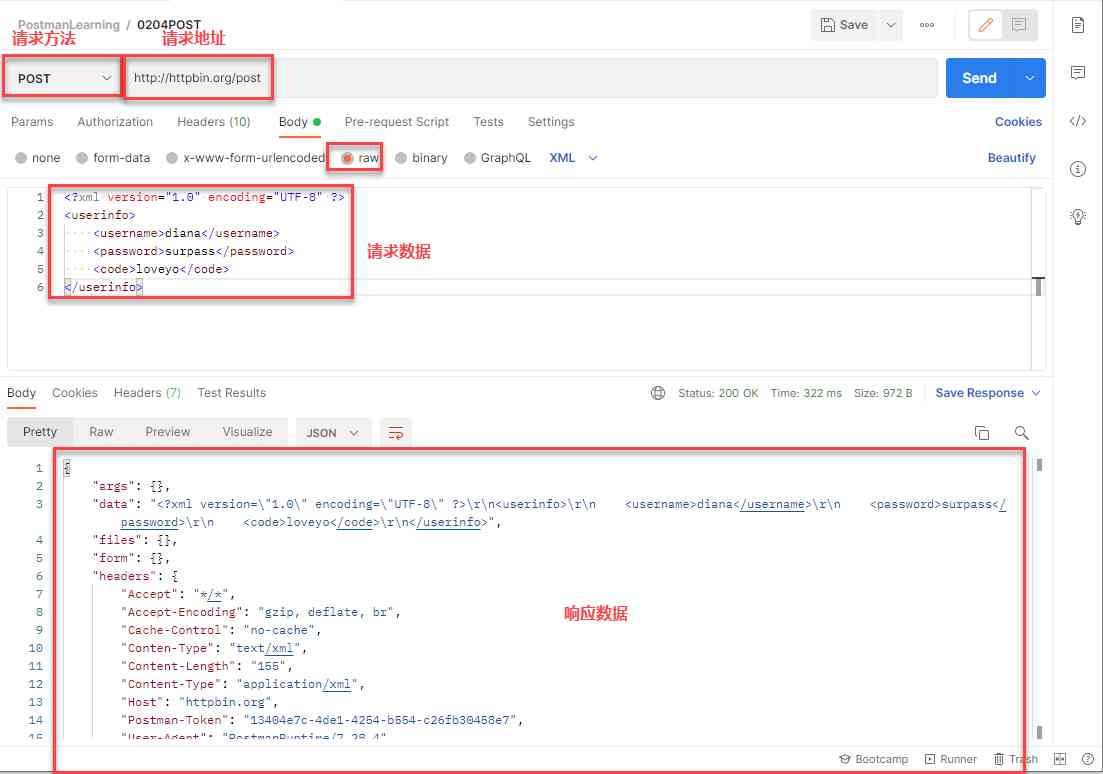 PostmanLearning / 0204POST
Save
请求方法
请求地址
POST
http://httpbin.org/post
Send
Params Authorization Headers (10) Body Pre-request Script Tests Settings Cookies
none form-data x-www-form-urlencoded raw binary GraphQL XML Beautify
1 <?xml version="1.0" encoding="UTF-8" ?>
2 <userinfo>
3 ····<username>diana</username>
4 ····<password>surpass</password>
5 ····<code>loveyo</code>
6 </userinfo>
请求数据
Body Cookies Headers (7) Test Results Status: 200 OK Time: 322 ms Size: 972 B Save Response
Pretty Raw Preview Visualize JSON
1 {
2 "args": {},
3 "data": "<?xml version=\"1.0\" encoding=\"UTF-8\" ?>\r\n<userinfo>\r\n    <username>diana</username>\r\n    <password>surpass</
password>\r\n    <code>loveyo</code>\r\n</userinfo>",
4 "files": {},
5 "form": {},
6 "headers": {
7 "Accept": "*/*",
8 "Accept-Encoding": "gzip, deflate, br",
9 "Cache-Control": "no-cache",
10 "Conten-Type": "text/xml",
11 "Content-Length": "155",
12 "Content-Type": "application/xml",
13 "Host": "httpbin.org",
14 "Postman-Token": "13404e7c-4de1-4254-b554-c26fb30458e7",
15 "User-Agent": "PostmanRuntime/7.28.4"
响应数据
Bootcamp Runner Trash